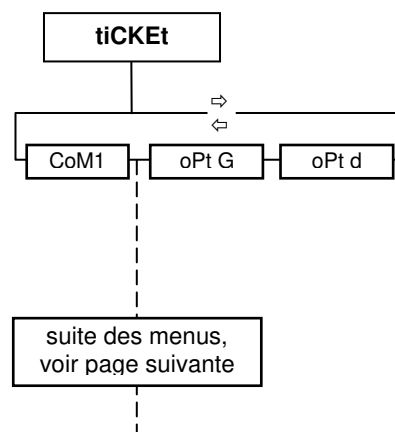 tiCKEt
⇨
⇦
CoM1
oPt G
oPt d
suite des menus,
voir page suivante